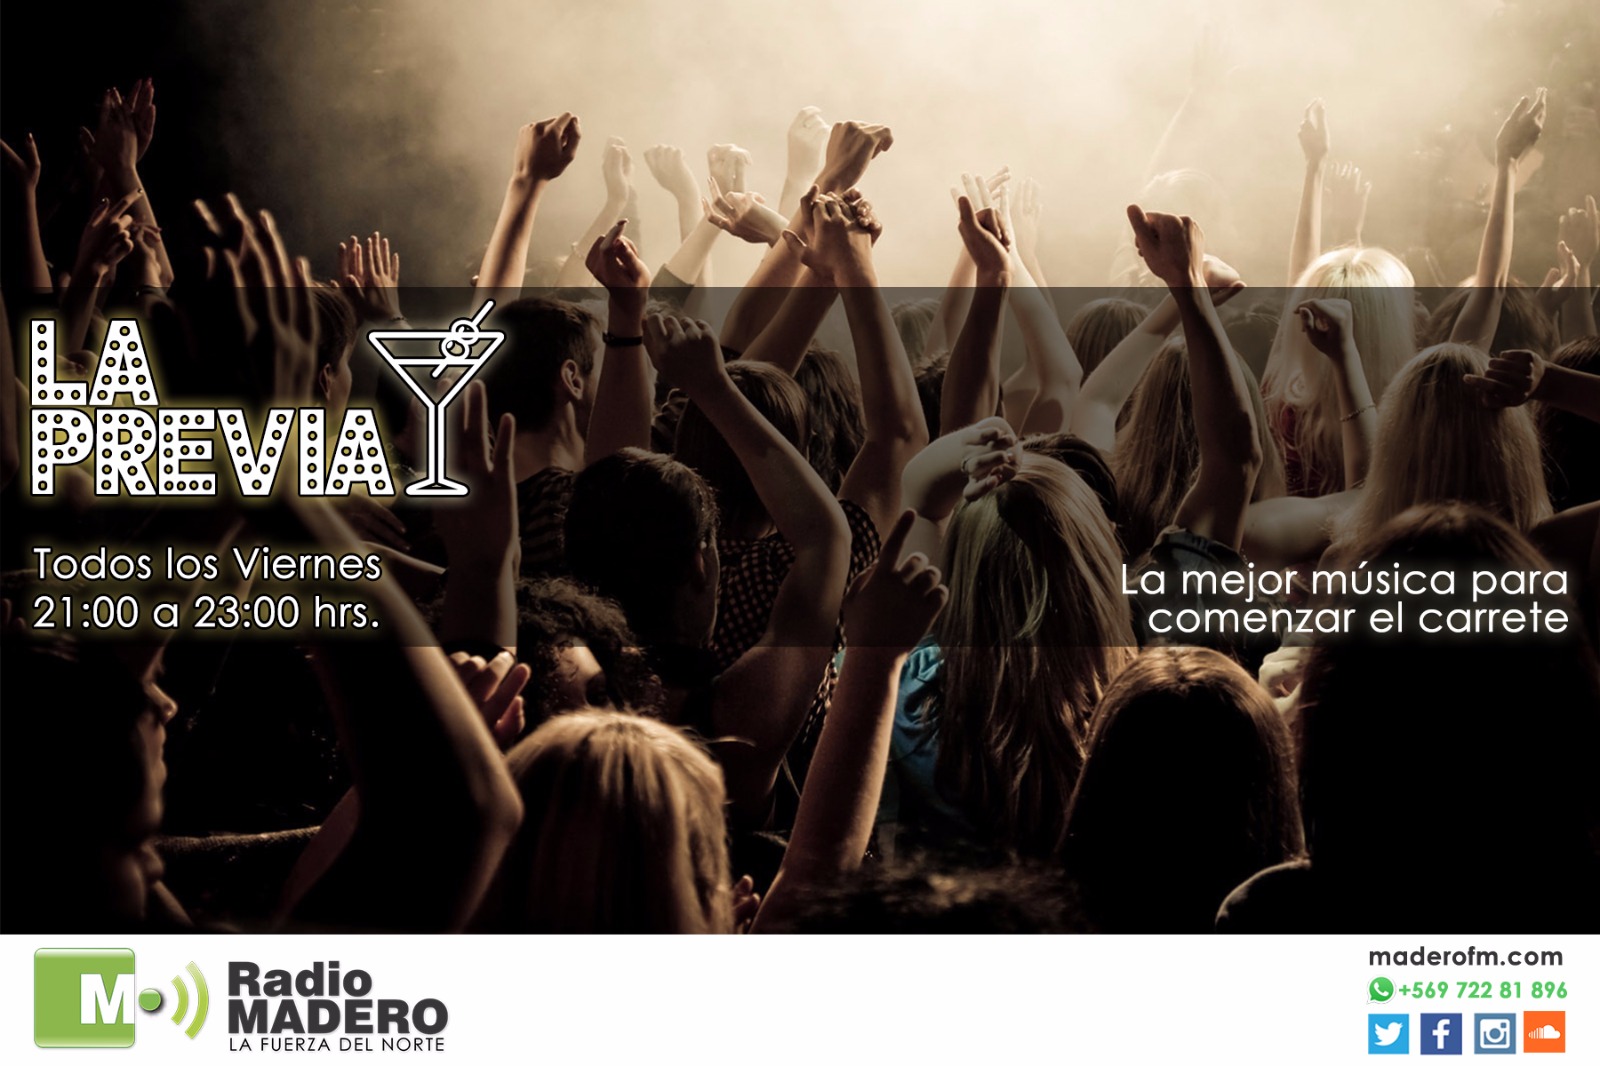 LA
PREVIA
Todos los Viernes
21:00 a 23:00 hrs.
La mejor música para
comenzar el carrete
M
Radio
MADERO
LA FUERZA DEL NORTE
maderofm.com
+569 722 81 896